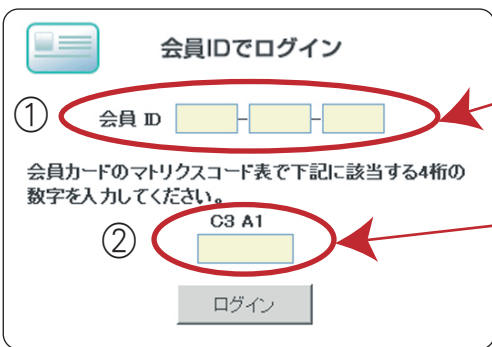 会員IDでログイン
① 会員 ID - -
会員カードのマトリクスコード表で下記に該当する4桁の
数字を入力してください。
C3 A1
②
ログイン